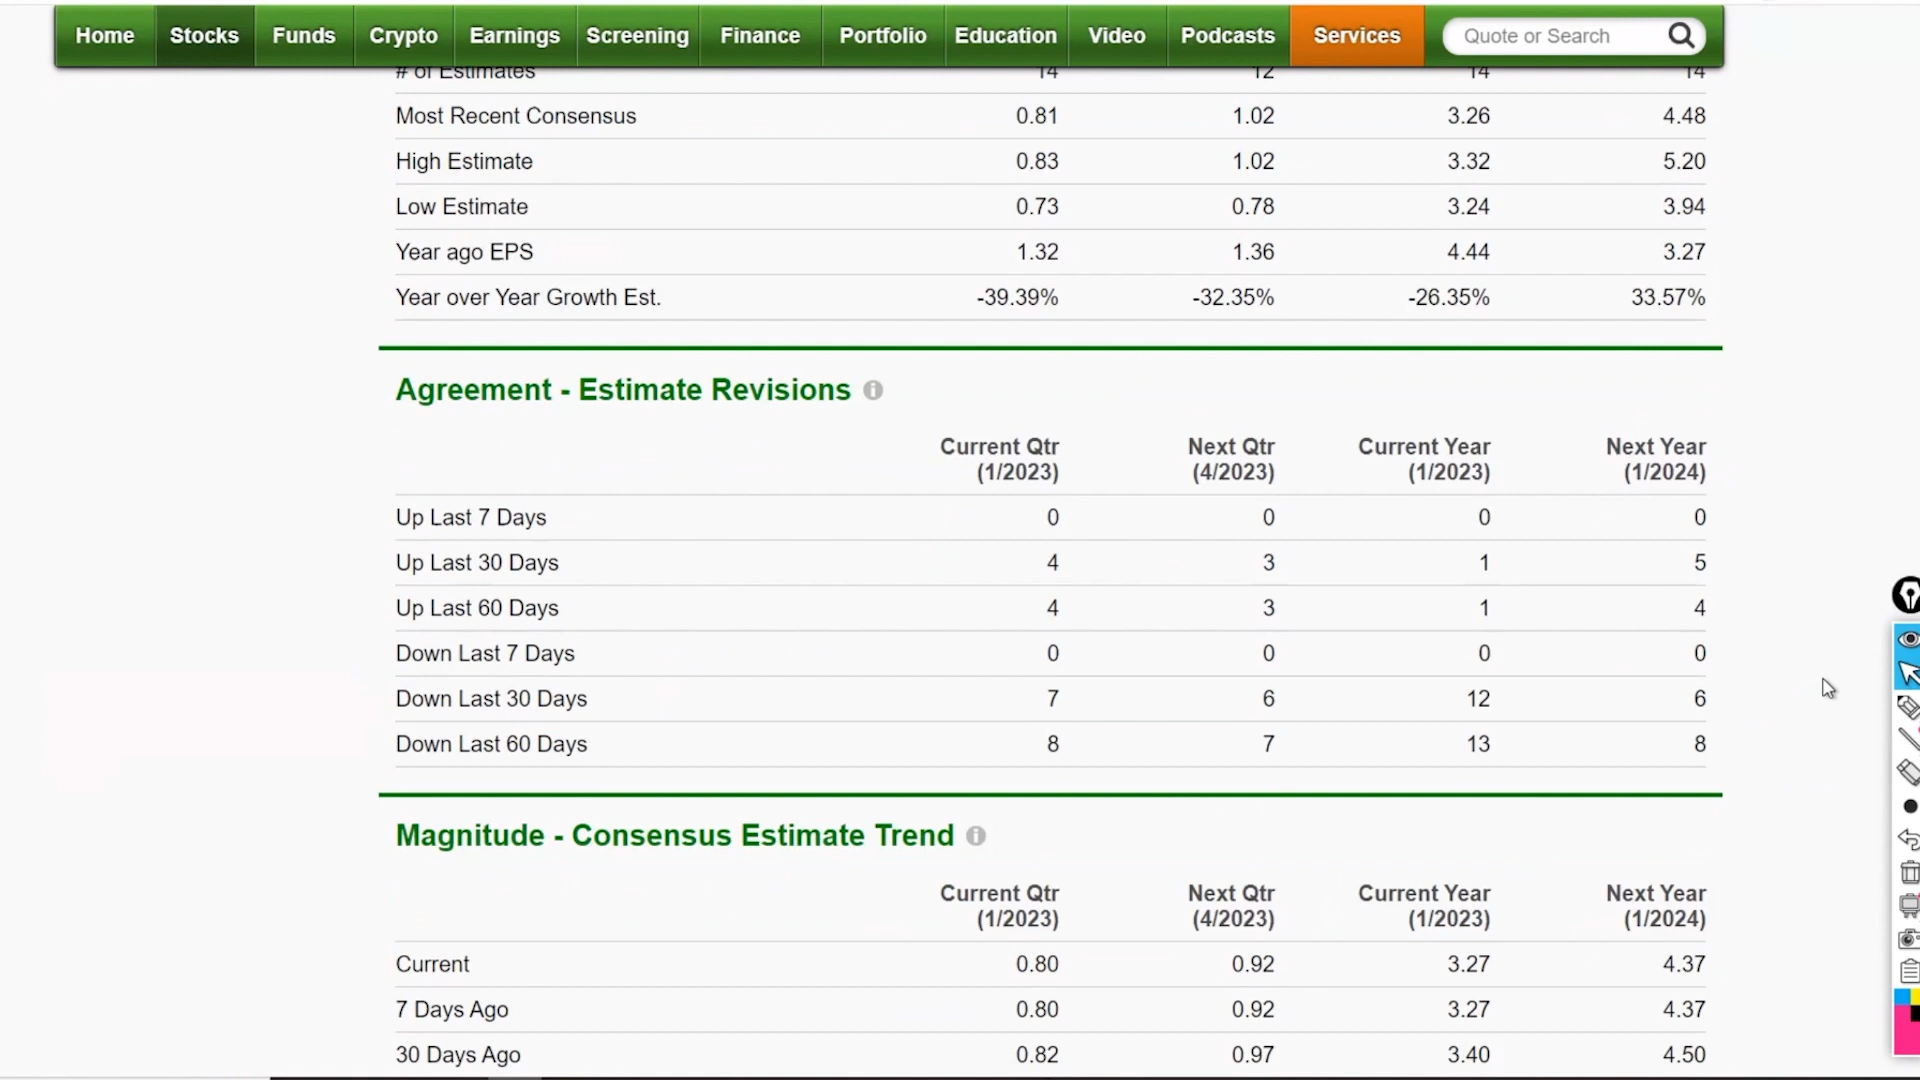 Home Stocks Funds Crypto Earnings Screening Finance Portfolio Education Video Podcasts Services Quote or Search
# of Estimates 14 12 14 14
Most Recent Consensus 0.81 1.02 3.26 4.48
High Estimate 0.83 1.02 3.32 5.20
Low Estimate 0.73 0.78 3.24 3.94
Year ago EPS 1.32 1.36 4.44 3.27
Year over Year Growth Est. -39.39% -32.35% -26.35% 33.57%
Agreement - Estimate Revisions
Current Qtr Next Qtr Current Year Next Year
(1/2023) (4/2023) (1/2023) (1/2024)
Up Last 7 Days 0 0 0 0
Up Last 30 Days 4 3 1 5
Up Last 60 Days 4 3 1 4
Down Last 7 Days 0 0 0 0
Down Last 30 Days 7 6 12 6
Down Last 60 Days 8 7 13 8
Magnitude - Consensus Estimate Trend
Current Qtr Next Qtr Current Year Next Year
(1/2023) (4/2023) (1/2023) (1/2024)
Current 0.80 0.92 3.27 4.37
7 Days Ago 0.80 0.92 3.27 4.37
30 Days Ago 0.82 0.97 3.40 4.50